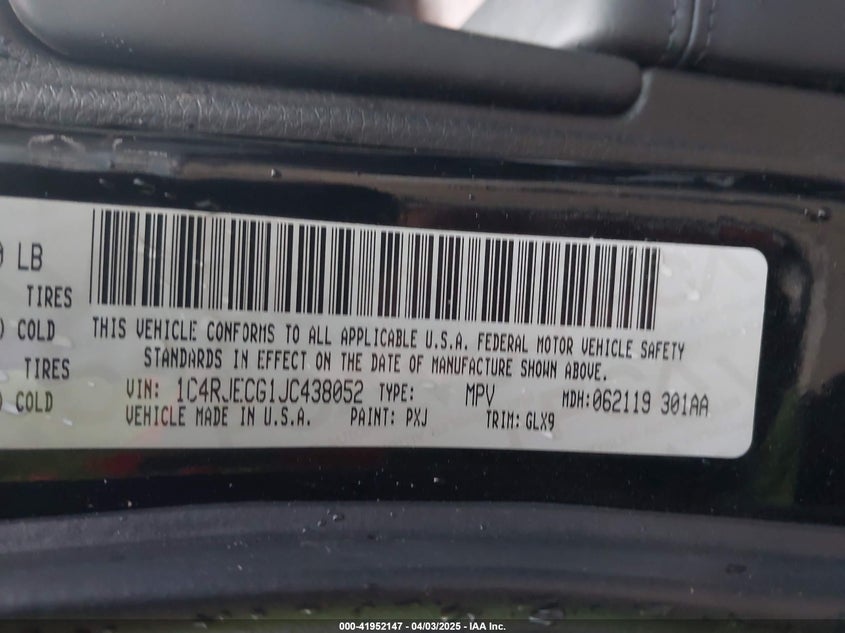 LB
TIRES
COLD
THIS VEHICLE CONFORMS TO ALL APPLICABLE U.S.A. FEDERAL MOTOR VEHICLE SAFETY
STANDARDS IN EFFECT ON THE DATE OF MANUFACTURE SHOWN ABOVE.
TIRES
VIN: 1C4RJECG1JC438052 TYPE: MPV MDH:062119 301AA
COLD
VEHICLE MADE IN U.S.A. PAINT: PXJ TRIM: GLX9
000-41952147 - 04/03/2025 - IAA Inc.